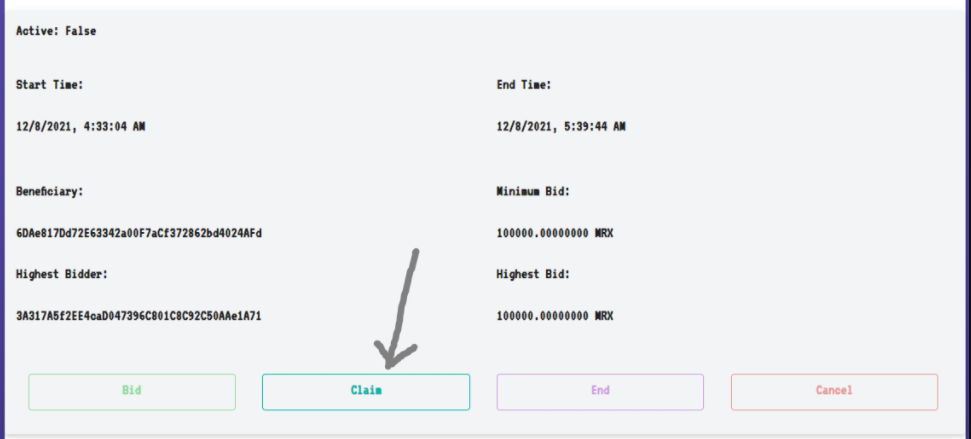 Active: False
Start Time:
End Time:
12/8/2021, 4:33:04 AM
12/8/2021, 5:39:44 AM
Beneficiary:
Minimum Bid:
6DAe817Dd72E63342a00F7aCf372862bd4024AFd
100000.00000000 MRX
Highest Bidder:
Highest Bid:
3A317A5f2EE4caD047396C801C8C92C50AAe1A71
100000.00000000 MRX
Bid
Claim
End
Cancel